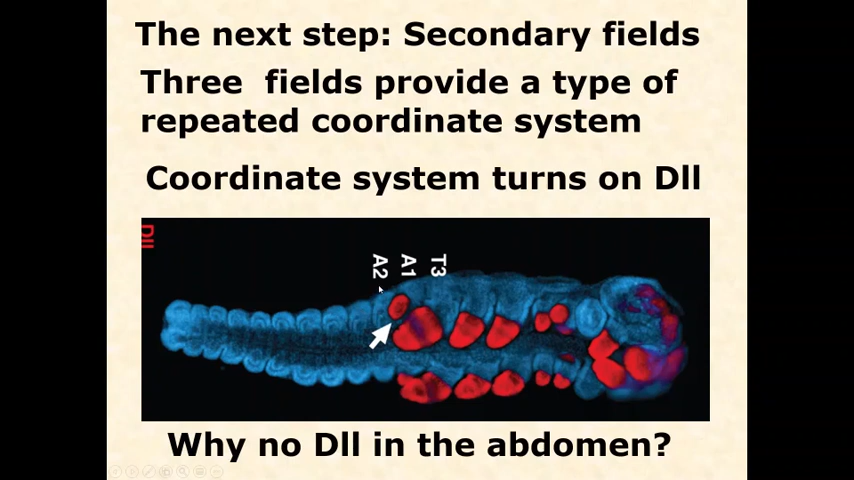 The next step: Secondary fields
Three fields provide a type of
repeated coordinate system
Coordinate system turns on Dll
Dll
A2 A1 T3
Why no Dll in the abdomen?